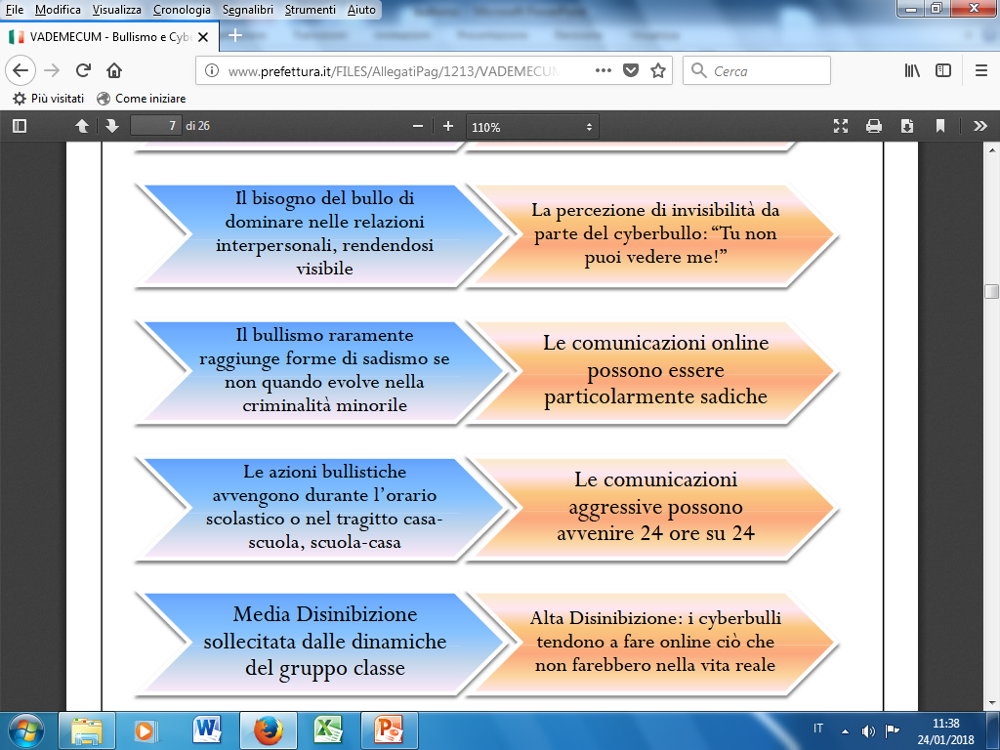 File Modifica Visualizza Cronologia Segnalibri Strumenti Aiuto
VADEMECUM - Bullismo e Cybe
www.prefettura.it/FILES/AllegatiPag/1213/VADEMECUM
Cerca
Più visitati Come iniziare
7 di 26
110%
Il bisogno del bullo di
dominare nelle relazioni
interpersonali, rendendosi
visibile
La percezione di invisibilità da
parte del cyberbullo: “Tu non
puoi vedere me!”
Il bullismo raramente
raggiunge forme di sadismo se
non quando evolve nella
criminalità minorile
Le comunicazioni online
possono essere
particolarmente sadiche
Le azioni bullistiche
avvengono durante l’orario
scolastico o nel tragitto casa-
scuola, scuola-casa
Le comunicazioni
aggressive possono
avvenire 24 ore su 24
Media Disinibizione
sollecitata dalle dinamiche
del gruppo classe
Alta Disinibizione: i cyberbulli
tendono a fare online ciò che
non farebbero nella vita reale
IT
11:38
24/01/2018